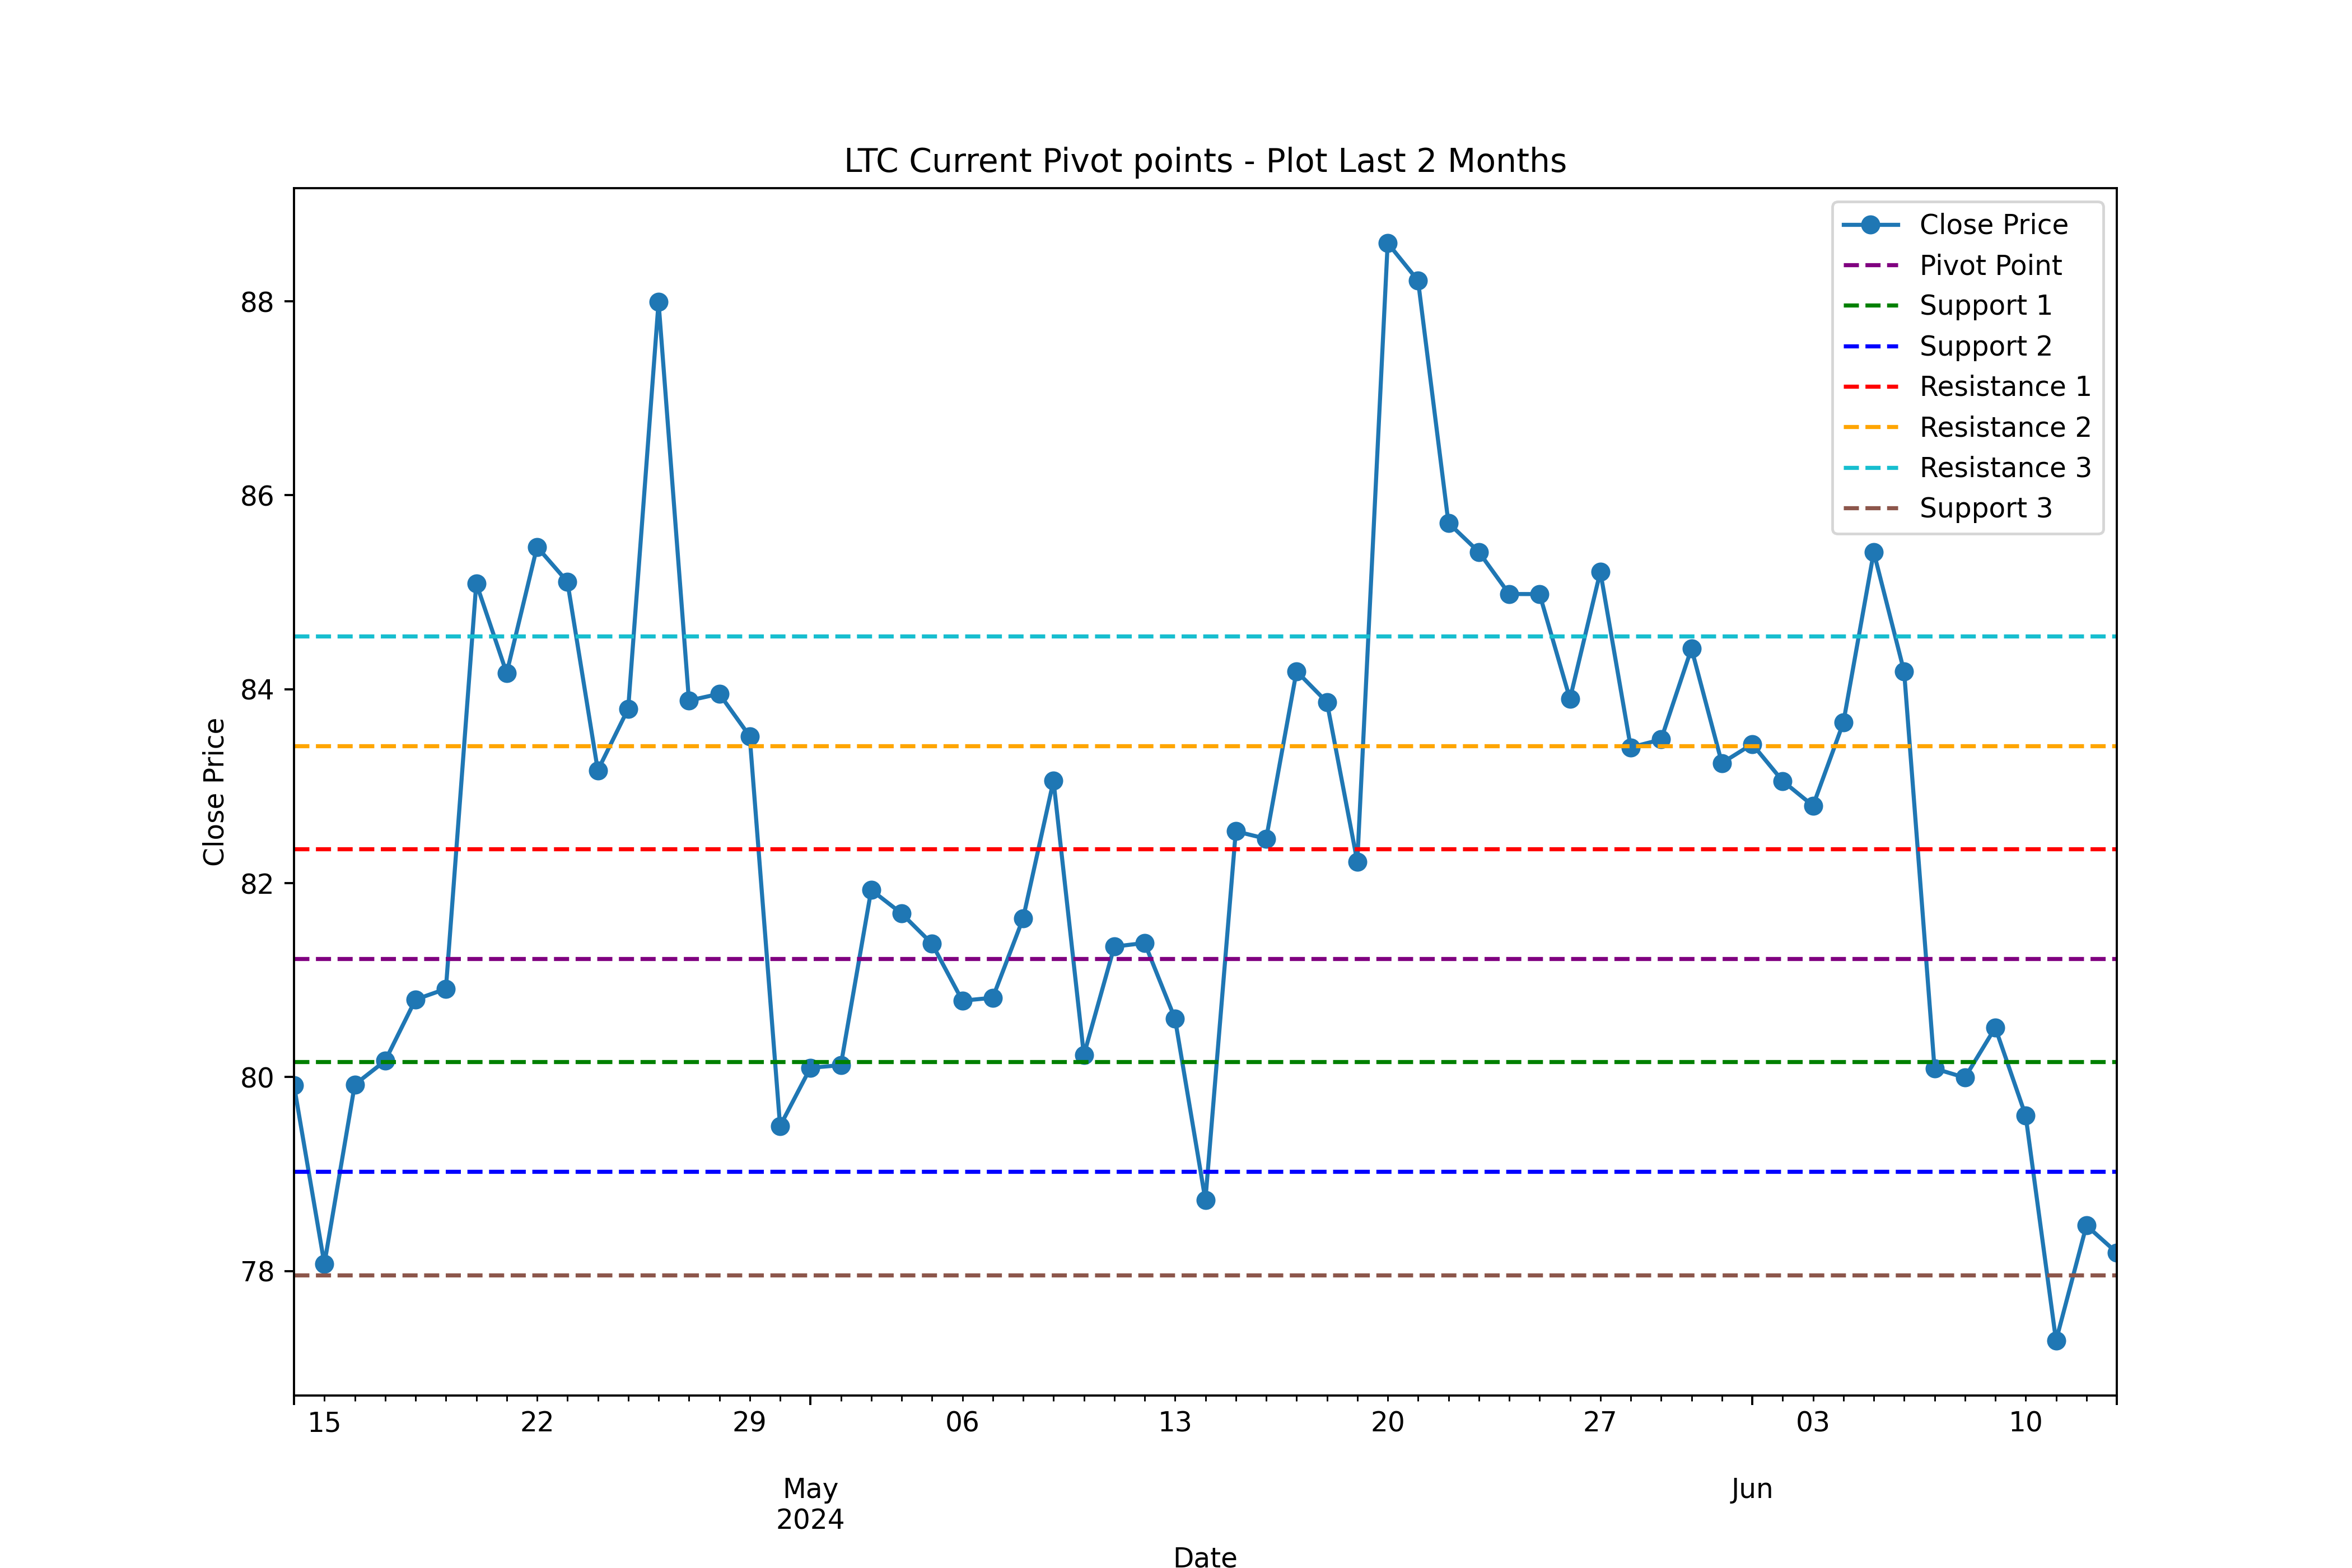 LTC Current Pivot points - Plot Last 2 Months
Close Price
Pivot Point
Support 1
Support 2
Resistance 1
Resistance 2
Resistance 3
Support 3
88
86
84
82
80
78
Close Price
15
22
29
06
13
20
27
03
10
May
2024
Jun
Date